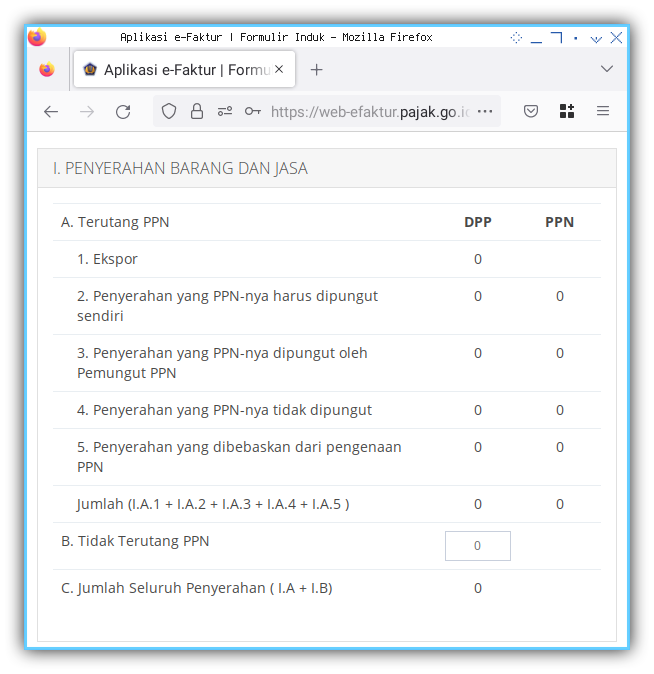 Aplikasi e-Faktur | Formulir Induk - Mozilla Firefox
Aplikasi e-Faktur | Formu
https://web-efaktur.pajak.go.id
I. PENYERAHAN BARANG DAN JASA
A. Terutang PPN DPP PPN
1. Ekspor 0
2. Penyerahan yang PPN-nya harus dipungut 0 0
sendiri
3. Penyerahan yang PPN-nya dipungut oleh 0 0
Pemungut PPN
4. Penyerahan yang PPN-nya tidak dipungut 0 0
5. Penyerahan yang dibebaskan dari pengenaan 0 0
PPN
Jumlah (I.A.1 + I.A.2 + I.A.3 + I.A.4 + I.A.5 ) 0 0
B. Tidak Terutang PPN 0
C. Jumlah Seluruh Penyerahan ( I.A + I.B) 0